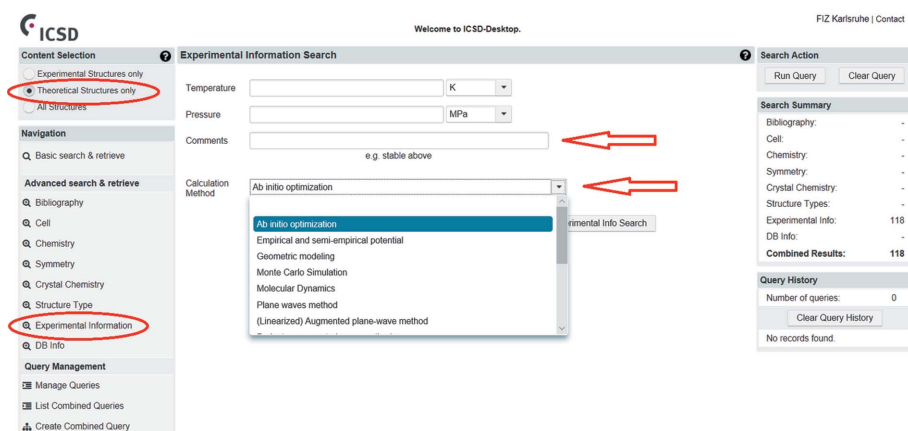 ICSD
Welcome to ICSD-Desktop.
FIZ Karlsruhe | Contact
Content Selection
Experimental Structures only
Theoretical Structures only
All Structures
Navigation
Basic search & retrieve
Advanced search & retrieve
Bibliography
Cell
Chemistry
Symmetry
Crystal Chemistry
Structure Type
Experimental Information
DB Info
Query Management
Manage Queries
List Combined Queries
Create Combined Query
Experimental Information Search
Temperature K
Pressure MPa
Comments
e.g. stable above
Calculation Method Ab initio optimization
Ab initio optimization
Empirical and semi-empirical potential
Geometric modeling
Monte Carlo Simulation
Molecular Dynamics
Plane waves method
(Linearized) Augmented plane-wave method
Info Search
Search Action
Run Query Clear Query
Search Summary
Bibliography: -
Cell: -
Chemistry: -
Symmetry: -
Crystal Chemistry: -
Structure Types: -
Experimental Info: 118
DB Info: -
Combined Results: 118
Query History
Number of queries: 0
Clear Query History
No records found.